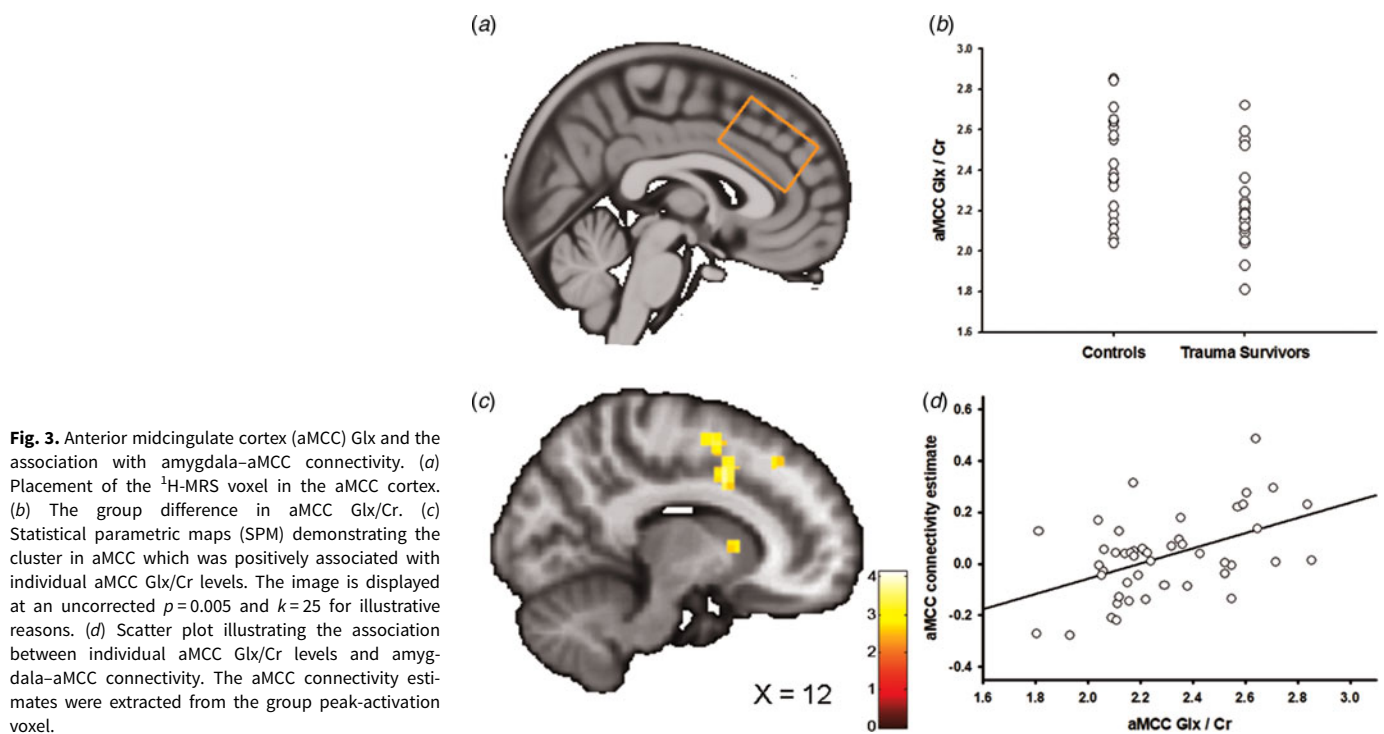 (a)
(b)
3.0
2.8
2.6
2.4
2.2
2.0
1.8
1.6
aMCC Glx / Cr
Controls Trauma Survivors
Fig. 3. Anterior midcingulate cortex (aMCC) Glx and the
association with amygdala–aMCC connectivity. (a)
Placement of the ¹H-MRS voxel in the aMCC cortex.
(b) The group difference in aMCC Glx/Cr. (c)
Statistical parametric maps (SPM) demonstrating the
cluster in aMCC which was positively associated with
individual aMCC Glx/Cr levels. The image is displayed
at an uncorrected p = 0.005 and k = 25 for illustrative
reasons. (d) Scatter plot illustrating the association
between individual aMCC Glx/Cr levels and amyg-
dala–aMCC connectivity. The aMCC connectivity esti-
mates were extracted from the group peak-activation
voxel.
(c)
4
3
2
1
0
X = 12
(d)
0.6
0.4
0.2
0.0
-0.2
-0.4
aMCC connectivity estimate
1.6 1.8 2.0 2.2 2.4 2.6 2.8 3.0
aMCC Glx / Cr